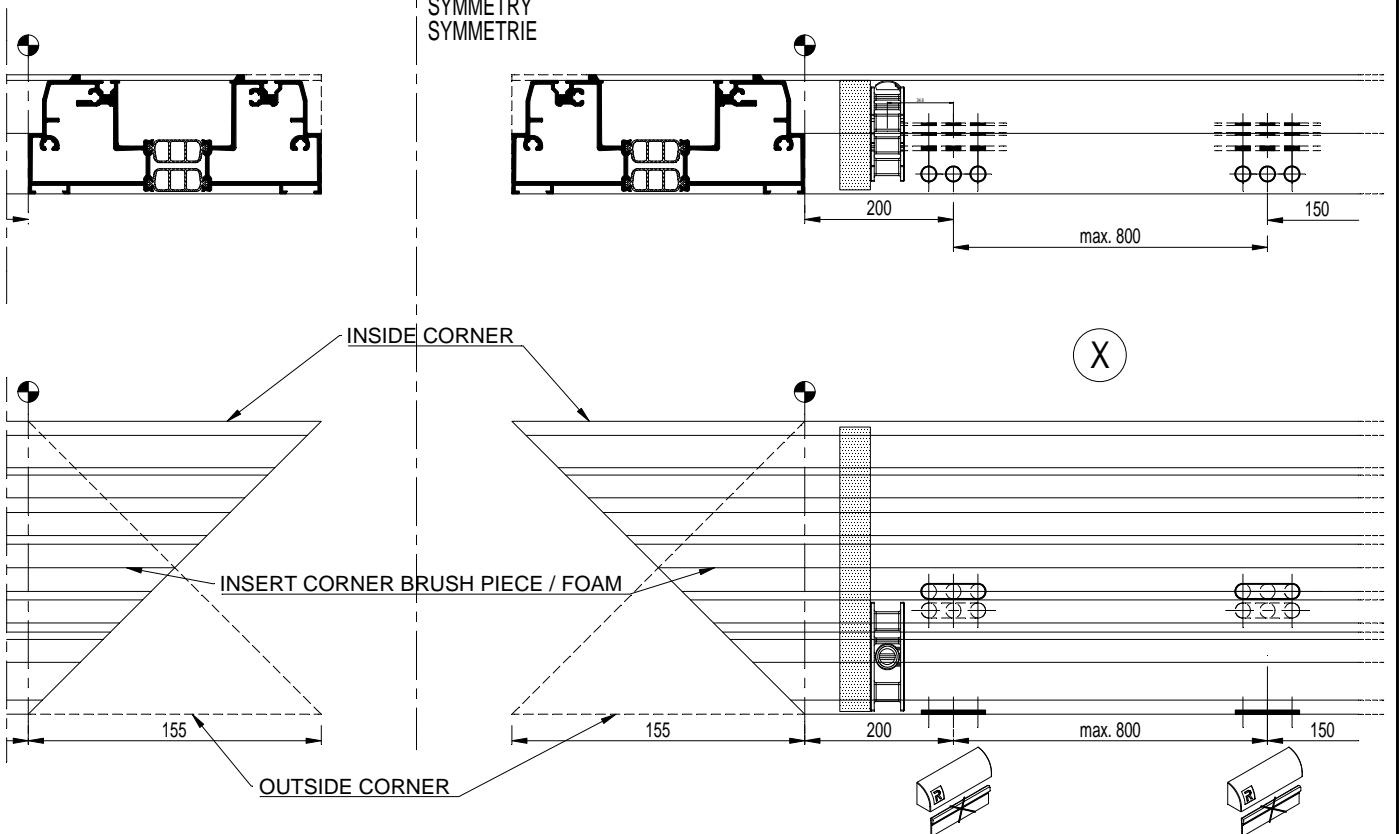 SYMMETRY
SYMMETRIE
200
150
max. 800
INSIDE CORNER
X
INSERT CORNER BRUSH PIECE / FOAM
155
155
200
max. 800
150
OUTSIDE CORNER
R
R